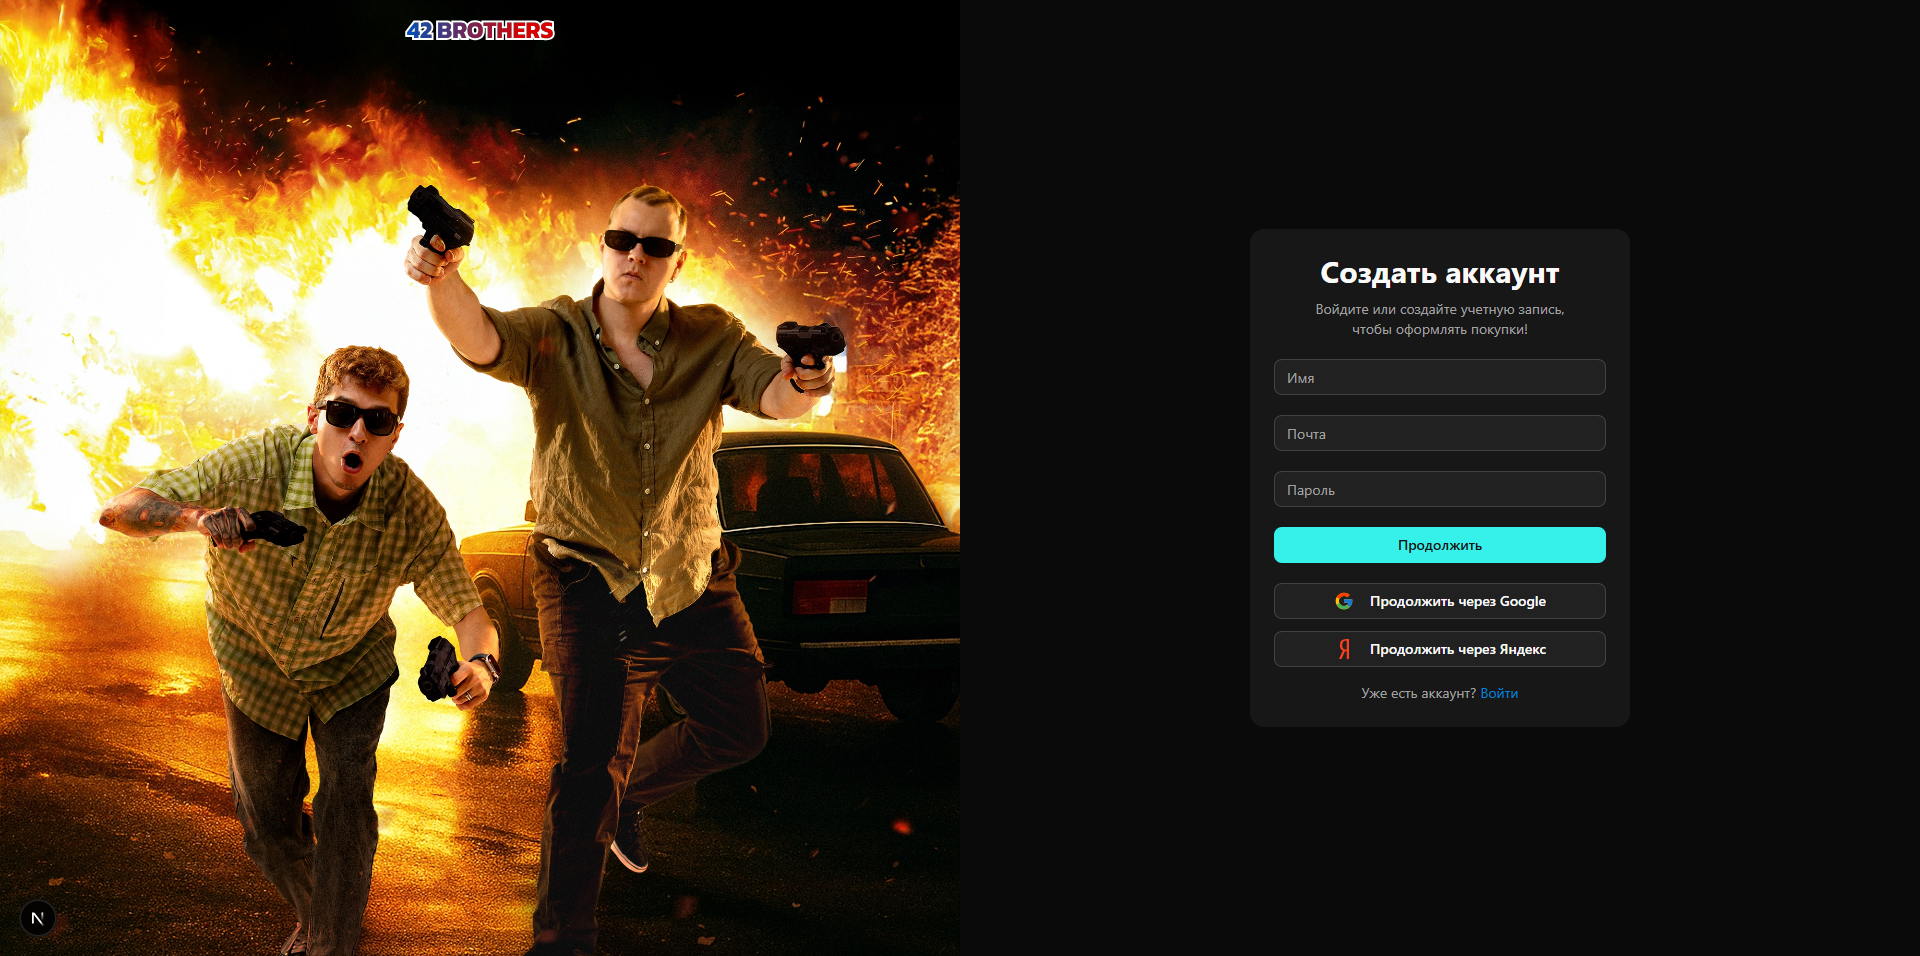 42 BROTHERS
Создать аккаунт
Войдите или создайте учетную запись,
чтобы оформлять покупки!
Имя
Почта
Пароль
Продолжить
Продолжить через Google
Я Продолжить через Яндекс
Уже есть аккаунт? Войти
N